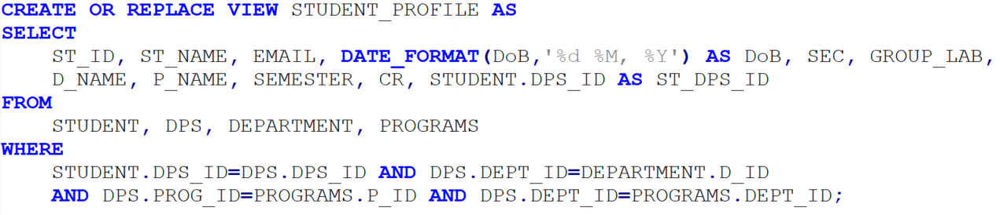 CREATE OR REPLACE VIEW STUDENT_PROFILE AS
SELECT
ST_ID, ST_NAME, EMAIL, DATE_FORMAT(DoB,'%d %M, %Y') AS DoB, SEC, GROUP_LAB,
D_NAME, P_NAME, SEMESTER, CR, STUDENT.DPS_ID AS ST_DPS_ID
FROM
STUDENT, DPS, DEPARTMENT, PROGRAMS
WHERE
STUDENT.DPS_ID=DPS.DPS_ID AND DPS.DEPT_ID=DEPARTMENT.D_ID
AND DPS.PROG_ID=PROGRAMS.P_ID AND DPS.DEPT_ID=PROGRAMS.DEPT_ID;